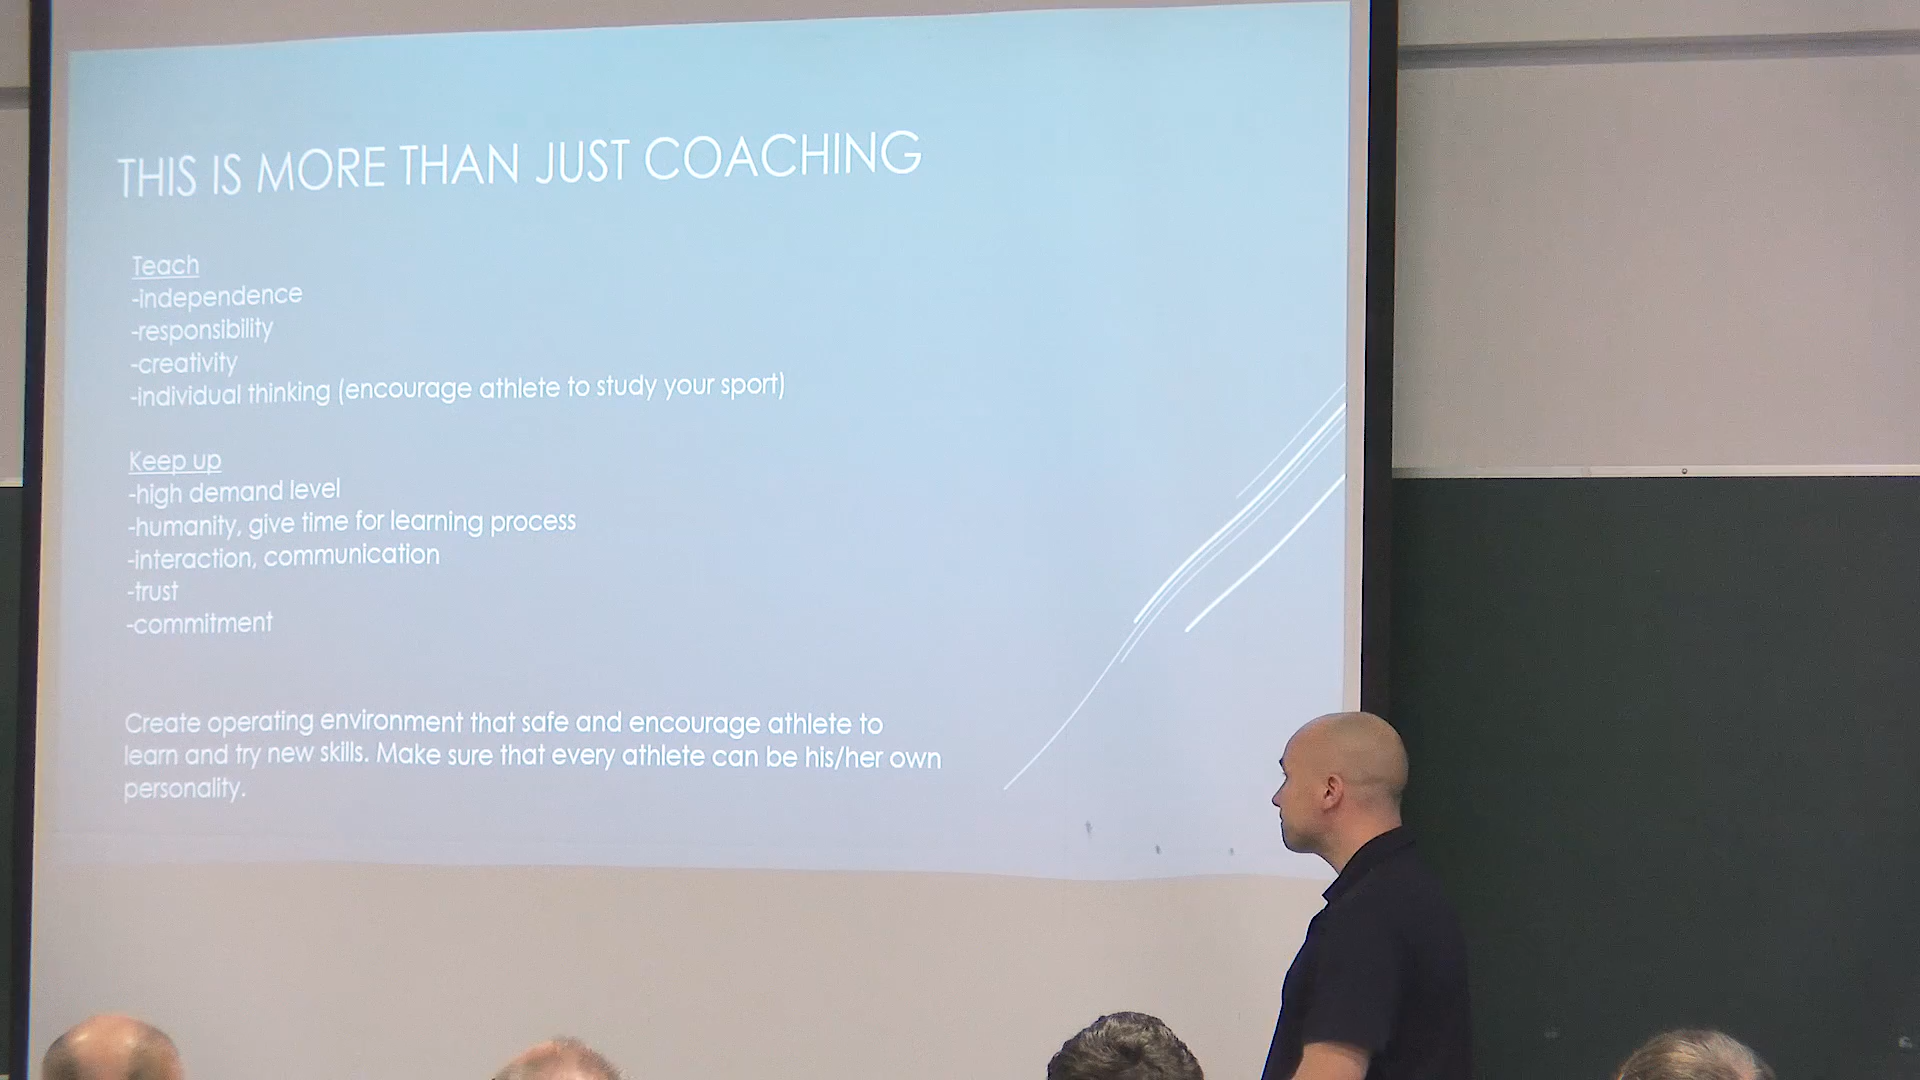 THIS IS MORE THAN JUST COACHING
Teach
-independence
-responsibility
-creativity
-individual thinking (encourage athlete to study your sport)
Keep up
-high demand level
-humanity, give time for learning process
-interaction, communication
-trust
-commitment
Create operating environment that safe and encourage athlete to
learn and try new skills. Make sure that every athlete can be his/her own
personality.